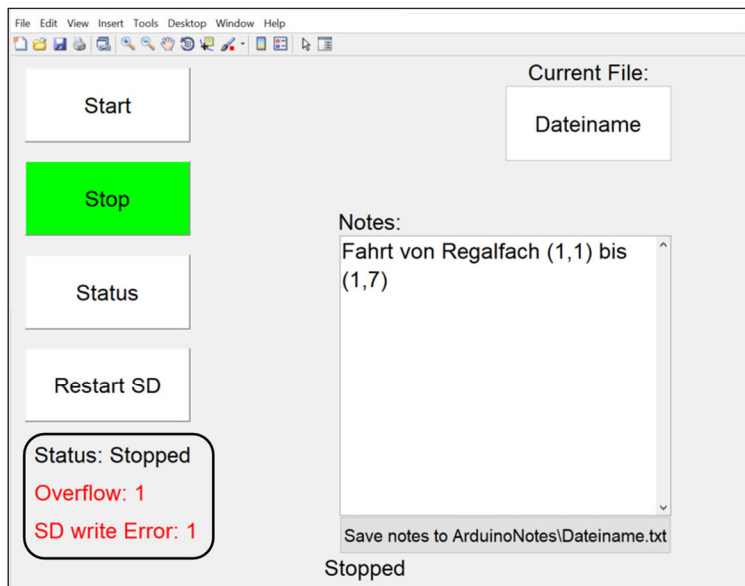 File Edit View Insert Tools Desktop Window Help
Current File:
Start
Dateiname
Stop
Notes:
Fahrt von Regalfach (1,1) bis
(1,7)
Status
Restart SD
Status: Stopped
Overflow: 1
SD write Error: 1
Save notes to ArduinoNotes\Dateiname.txt
Stopped